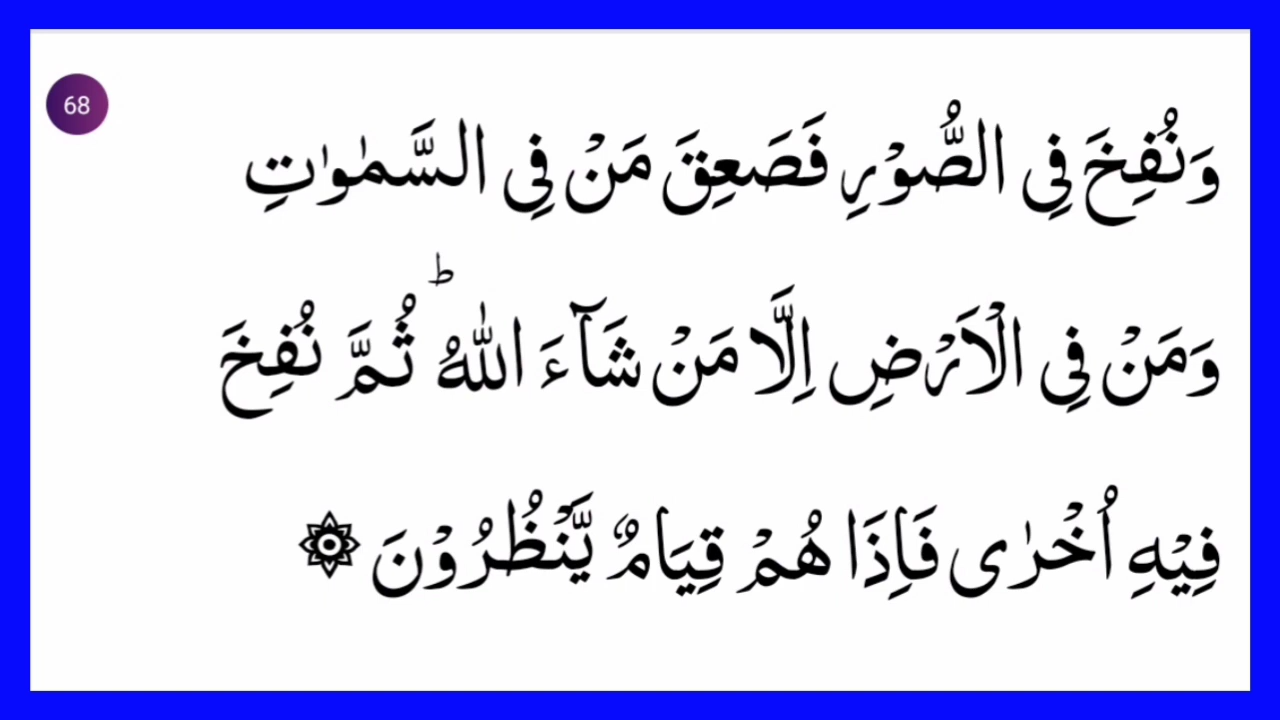 68
وَنُفِخَ فِى الصُّوْرِ فَصَعِقَ مَنْ فِى السَّمٰوٰتِ
وَمَنْ فِى الْاَرْضِ اِلَّا مَنْ شَآءَ اللّٰهُ ؕ ثُمَّ نُفِخَ
فِيْهِ اُخْرٰى فَاِذَا هُمْ قِيَامٌ يَّنْظُرُوْنَ ۞